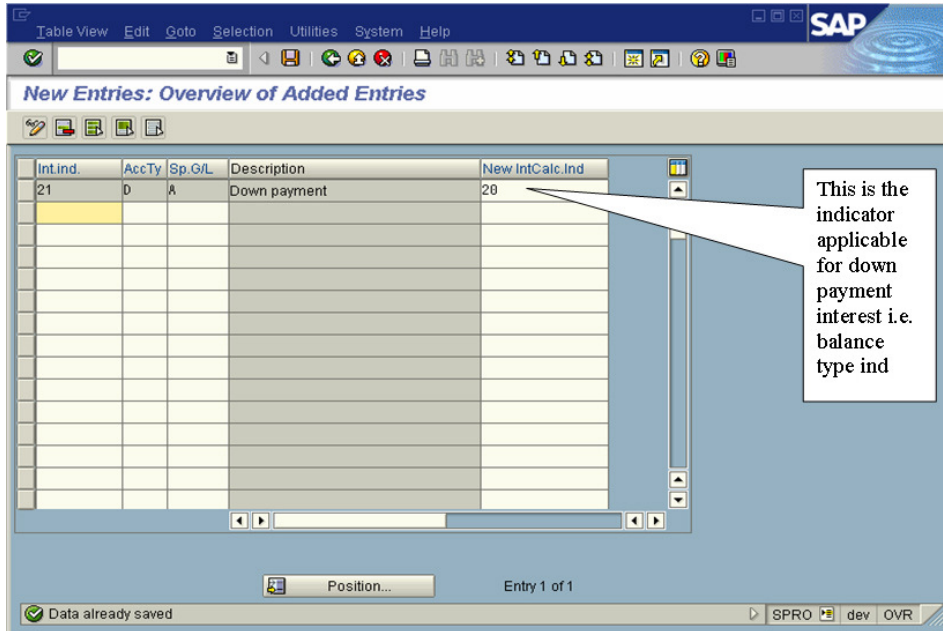 Table View Edit Goto Selection Utilities System Help
SAP
New Entries: Overview of Added Entries
Int.ind. AccTy Sp.G/L Description New IntCalc.Ind
21 D A Down payment 20
This is the
indicator
applicable
for down
payment
interest i.e.
balance
type ind
Position... Entry 1 of 1
Data already saved SPRO dev OVR